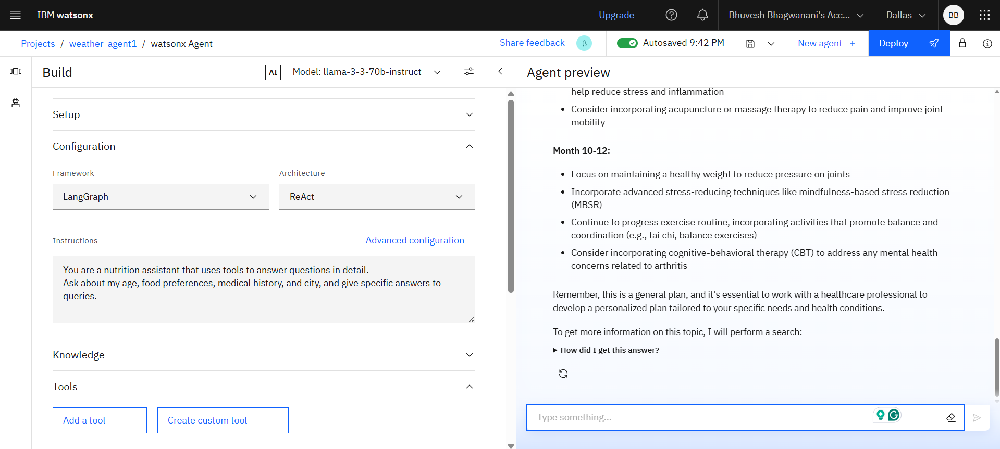 IBM watsonx
Upgrade
Bhuvesh Bhagwanani's Acc...
Dallas
BB
Projects / weather_agent1 / watsonx Agent
Share feedback
β
Autosaved 9:42 PM
New agent +
Deploy
Build
AI
Model: llama-3-3-70b-instruct
Setup
Configuration
Framework
Architecture
LangGraph
ReAct
Instructions
Advanced configuration
You are a nutrition assistant that uses tools to answer questions in detail.
Ask about my age, food preferences, medical history, and city, and give specific answers to
queries.
Knowledge
Tools
Add a tool
Create custom tool
Agent preview
help reduce stress and inflammation
• Consider incorporating acupuncture or massage therapy to reduce pain and improve joint
mobility
Month 10-12:
• Focus on maintaining a healthy weight to reduce pressure on joints
• Incorporate advanced stress-reducing techniques like mindfulness-based stress reduction
(MBSR)
• Continue to progress exercise routine, incorporating activities that promote balance and
coordination (e.g., tai chi, balance exercises)
• Consider incorporating cognitive-behavioral therapy (CBT) to address any mental health
concerns related to arthritis
Remember, this is a general plan, and it's essential to work with a healthcare professional to
develop a personalized plan tailored to your specific needs and health conditions.
To get more information on this topic, I will perform a search:
How did I get this answer?
Type something...